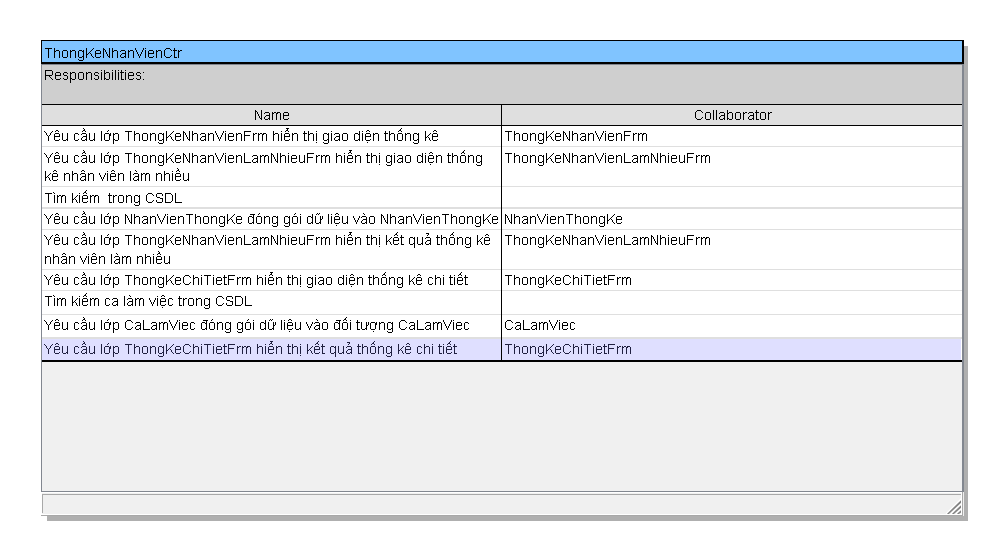 ThongKeNhanVienCtr
Responsibilities:
Name Collaborator
Yêu cầu lớp ThongKeNhanVienFrm hiển thị giao diện thống kê ThongKeNhanVienFrm
Yêu cầu lớp ThongKeNhanVienLamNhieuFrm hiển thị giao diện thống ThongKeNhanVienLamNhieuFrm
kê nhân viên làm nhiều
Tìm kiếm  trong CSDL
Yêu cầu lớp NhanVienThongKe đóng gói dữ liệu vào NhanVienThongKe NhanVienThongKe
Yêu cầu lớp ThongKeNhanVienLamNhieuFrm hiển thị kết quả thống kê ThongKeNhanVienLamNhieuFrm
nhân viên làm nhiều
Yêu cầu lớp ThongKeChiTietFrm hiển thị giao diện thống kê chi tiết ThongKeChiTietFrm
Tìm kiếm ca làm việc trong CSDL
Yêu cầu lớp CaLamViec đóng gói dữ liệu vào đối tượng CaLamViec CaLamViec
Yêu cầu lớp ThongKeChiTietFrm hiển thị kết quả thống kê chi tiết ThongKeChiTietFrm